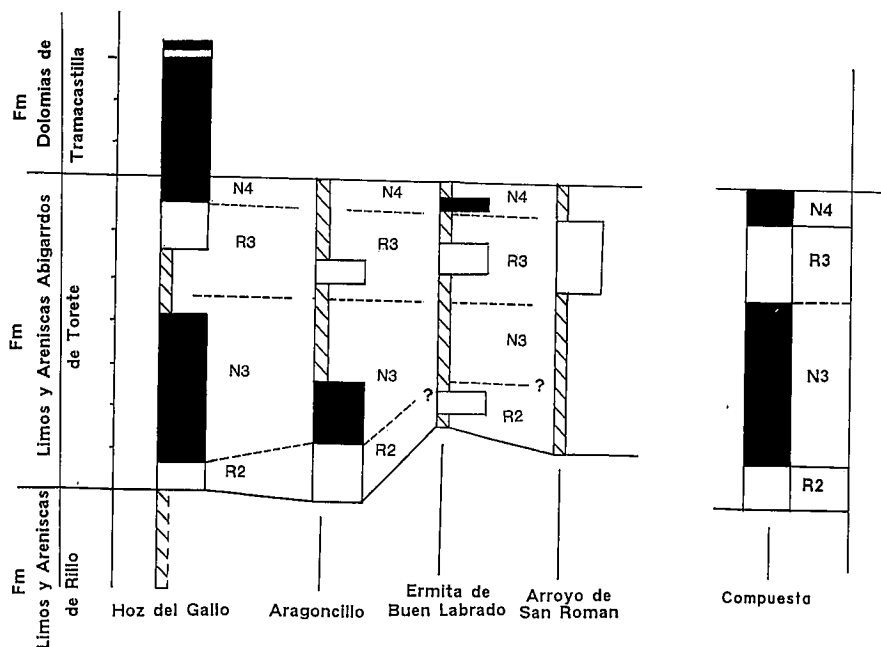 Fm
Dolomias de
Tramacastilla
Fm
Limos y Areniscas Abigarrdos
de Torete
Fm
Limos y Areniscas
de Rillo
N4
N4
N4
R3
R3
R3
N3
N3
N3
R2
R2
R2
?
?
N4
R3
N3
R2
Hoz del Gallo
Aragoncillo
Ermita de
Buen Labrado
Arroyo de
San Roman
Compuesta